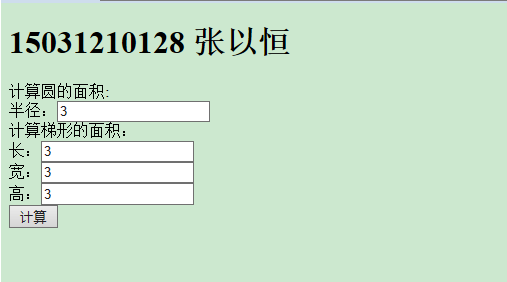 15031210128 张以恒
计算圆的面积:
半径：3
计算梯形的面积：
长：3
宽：3
高：3
计算